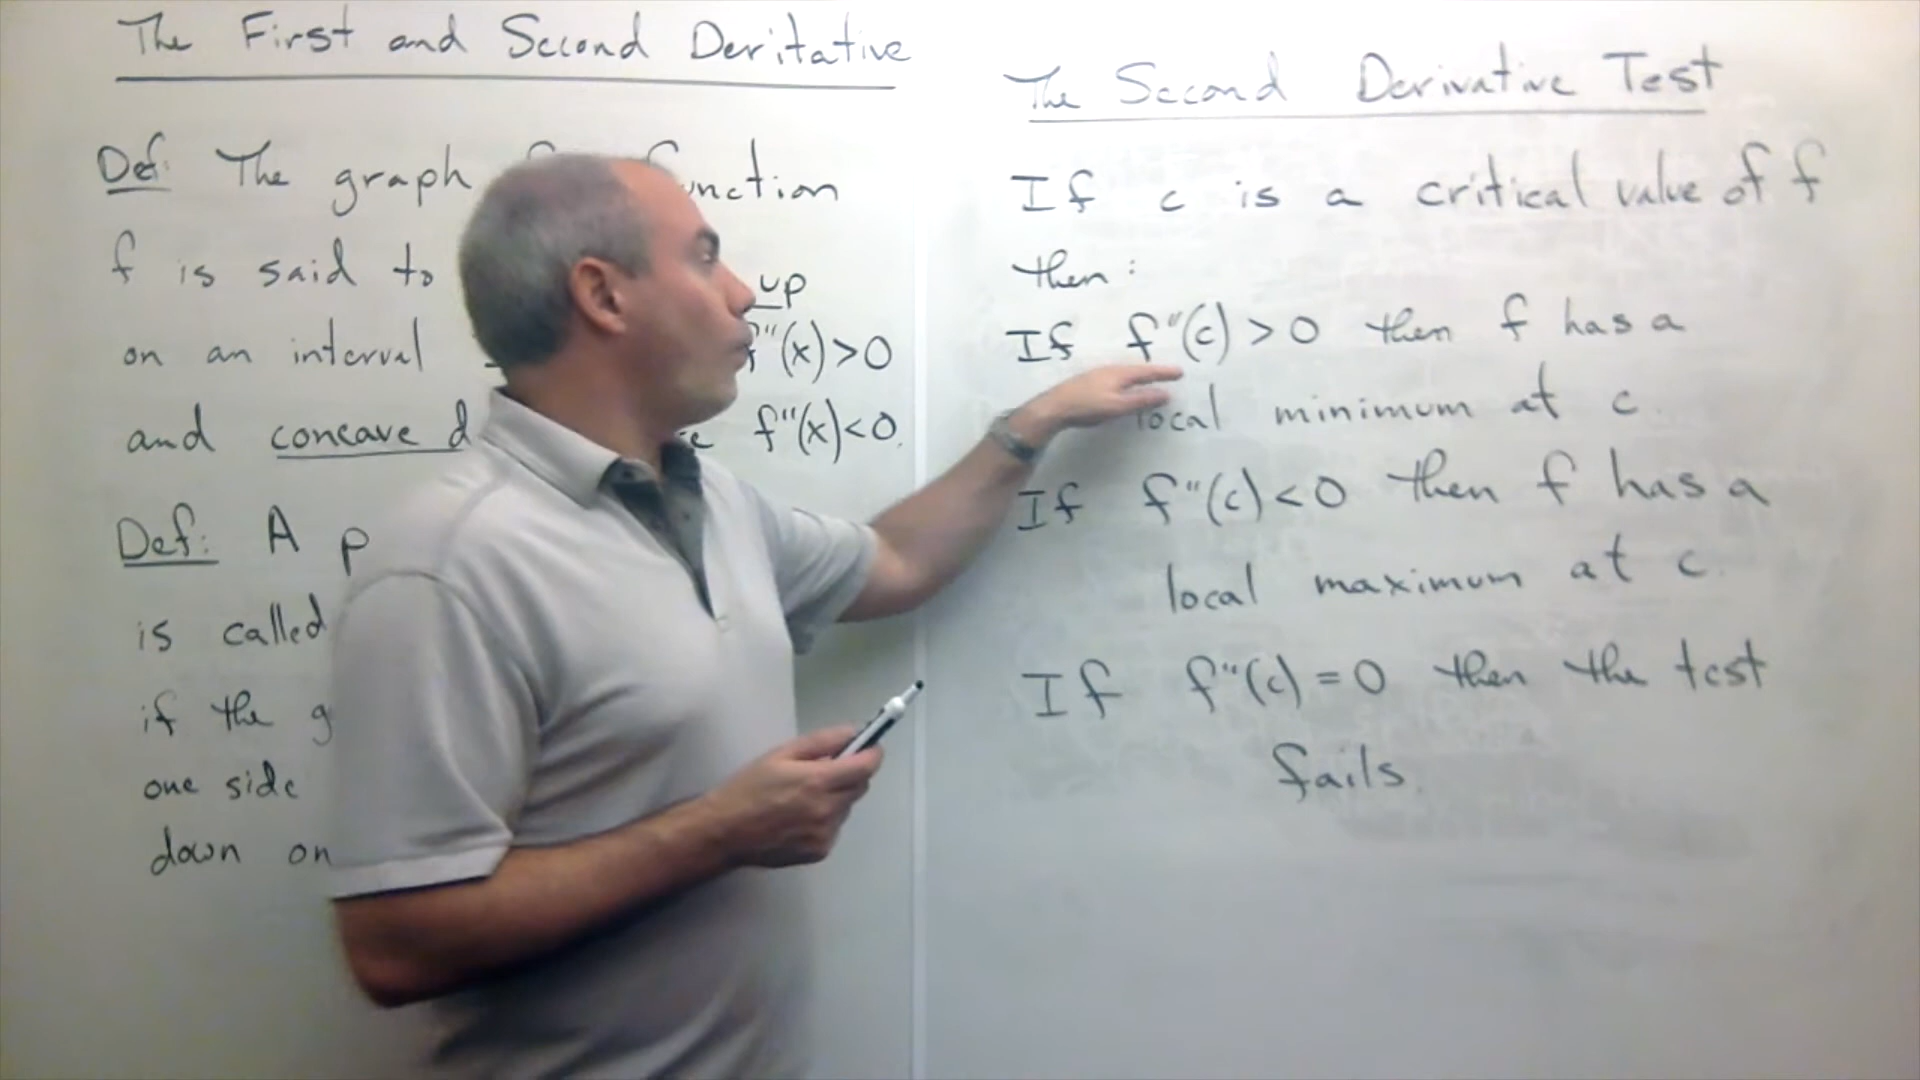 The First and Second Deritative
Def: The graph unction
f is said to up
on an interval f"(x)>0
and concave d f"(x)<0.
Def: A p
is called
if the g
one side
down on
The Second Derivative Test
If c is a critical value of f
then:
If f"(c) > 0 then f has a
local minimum at c.
If f"(c) < 0 then f has a
local maximum at c.
If f"(c) = 0 then the test
fails.